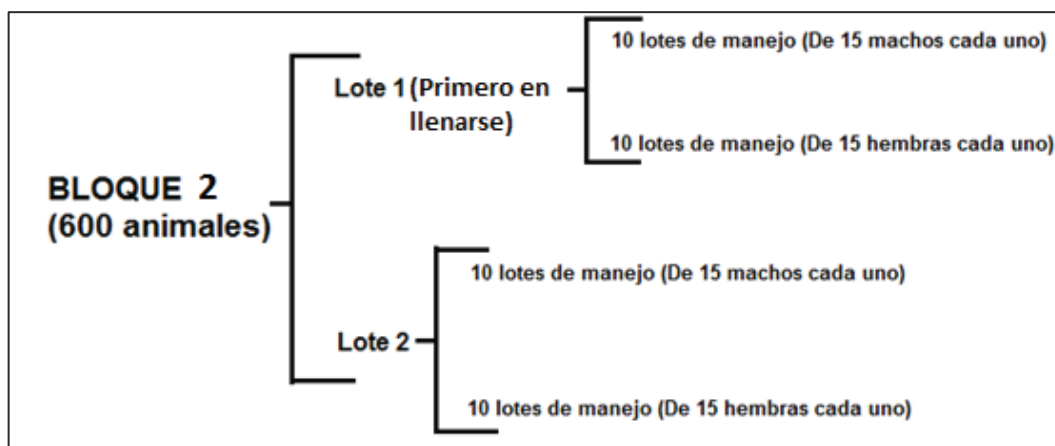 BLOQUE 2
(600 animales)
Lote 1 (Primero en
llenarse)
10 lotes de manejo (De 15 machos cada uno)
10 lotes de manejo (De 15 hembras cada uno)
Lote 2
10 lotes de manejo (De 15 machos cada uno)
10 lotes de manejo (De 15 hembras cada uno)